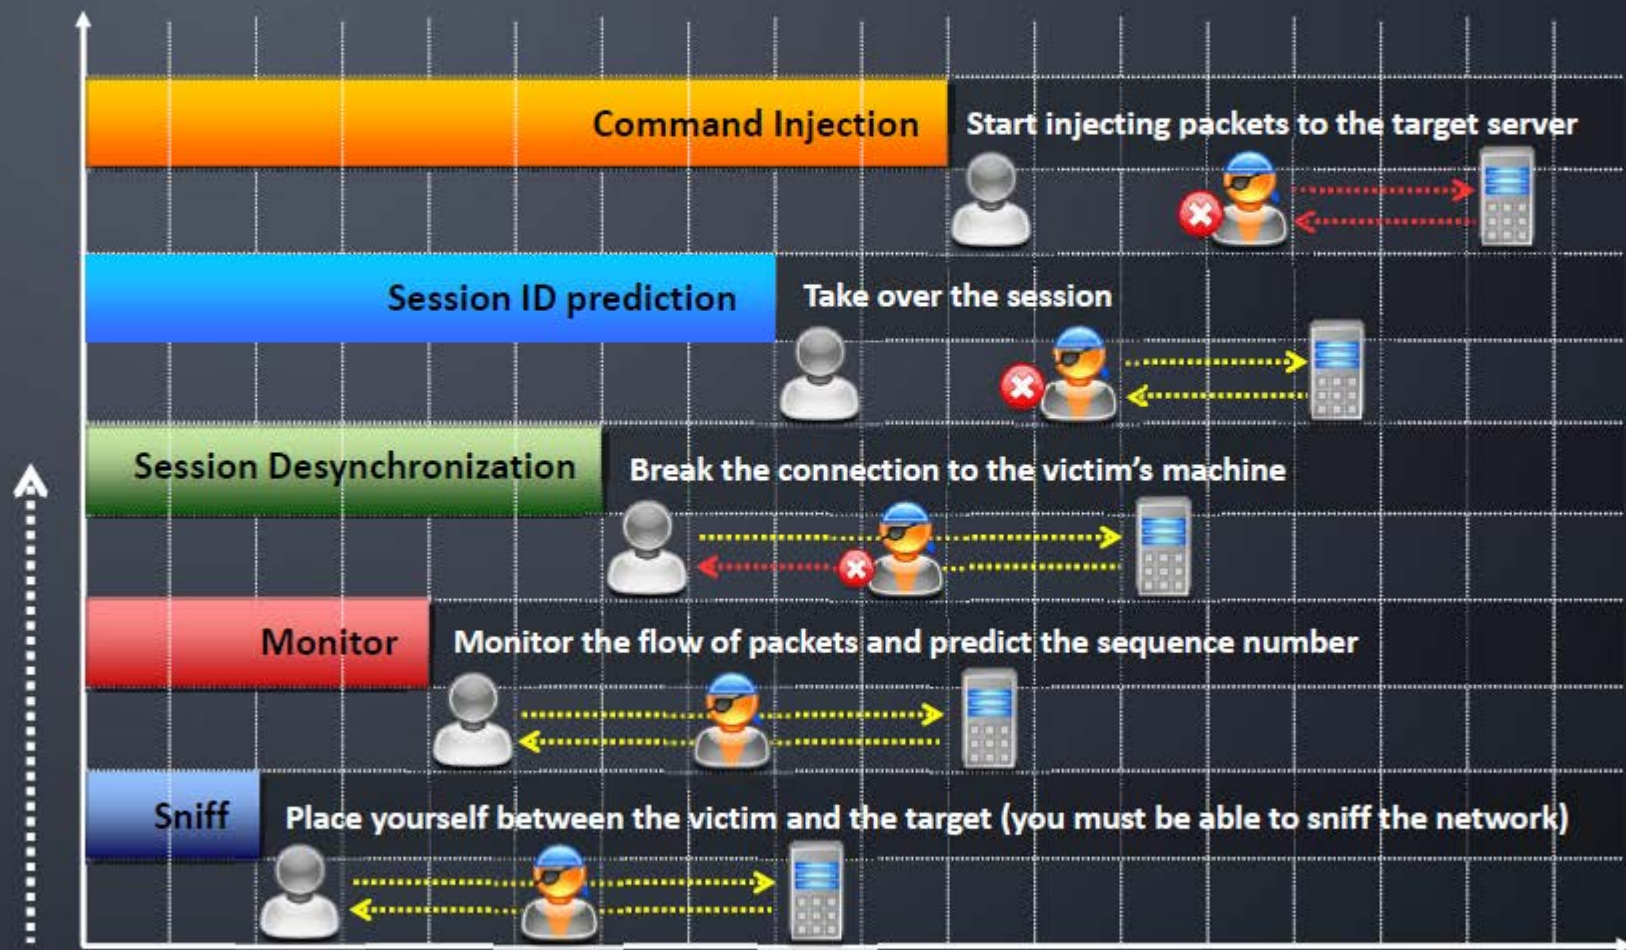 Command Injection
Start injecting packets to the target server
Session ID prediction
Take over the session
Session Desynchronization
Break the connection to the victim's machine
Monitor
Monitor the flow of packets and predict the sequence number
Sniff
Place yourself between the victim and the target (you must be able to sniff the network)